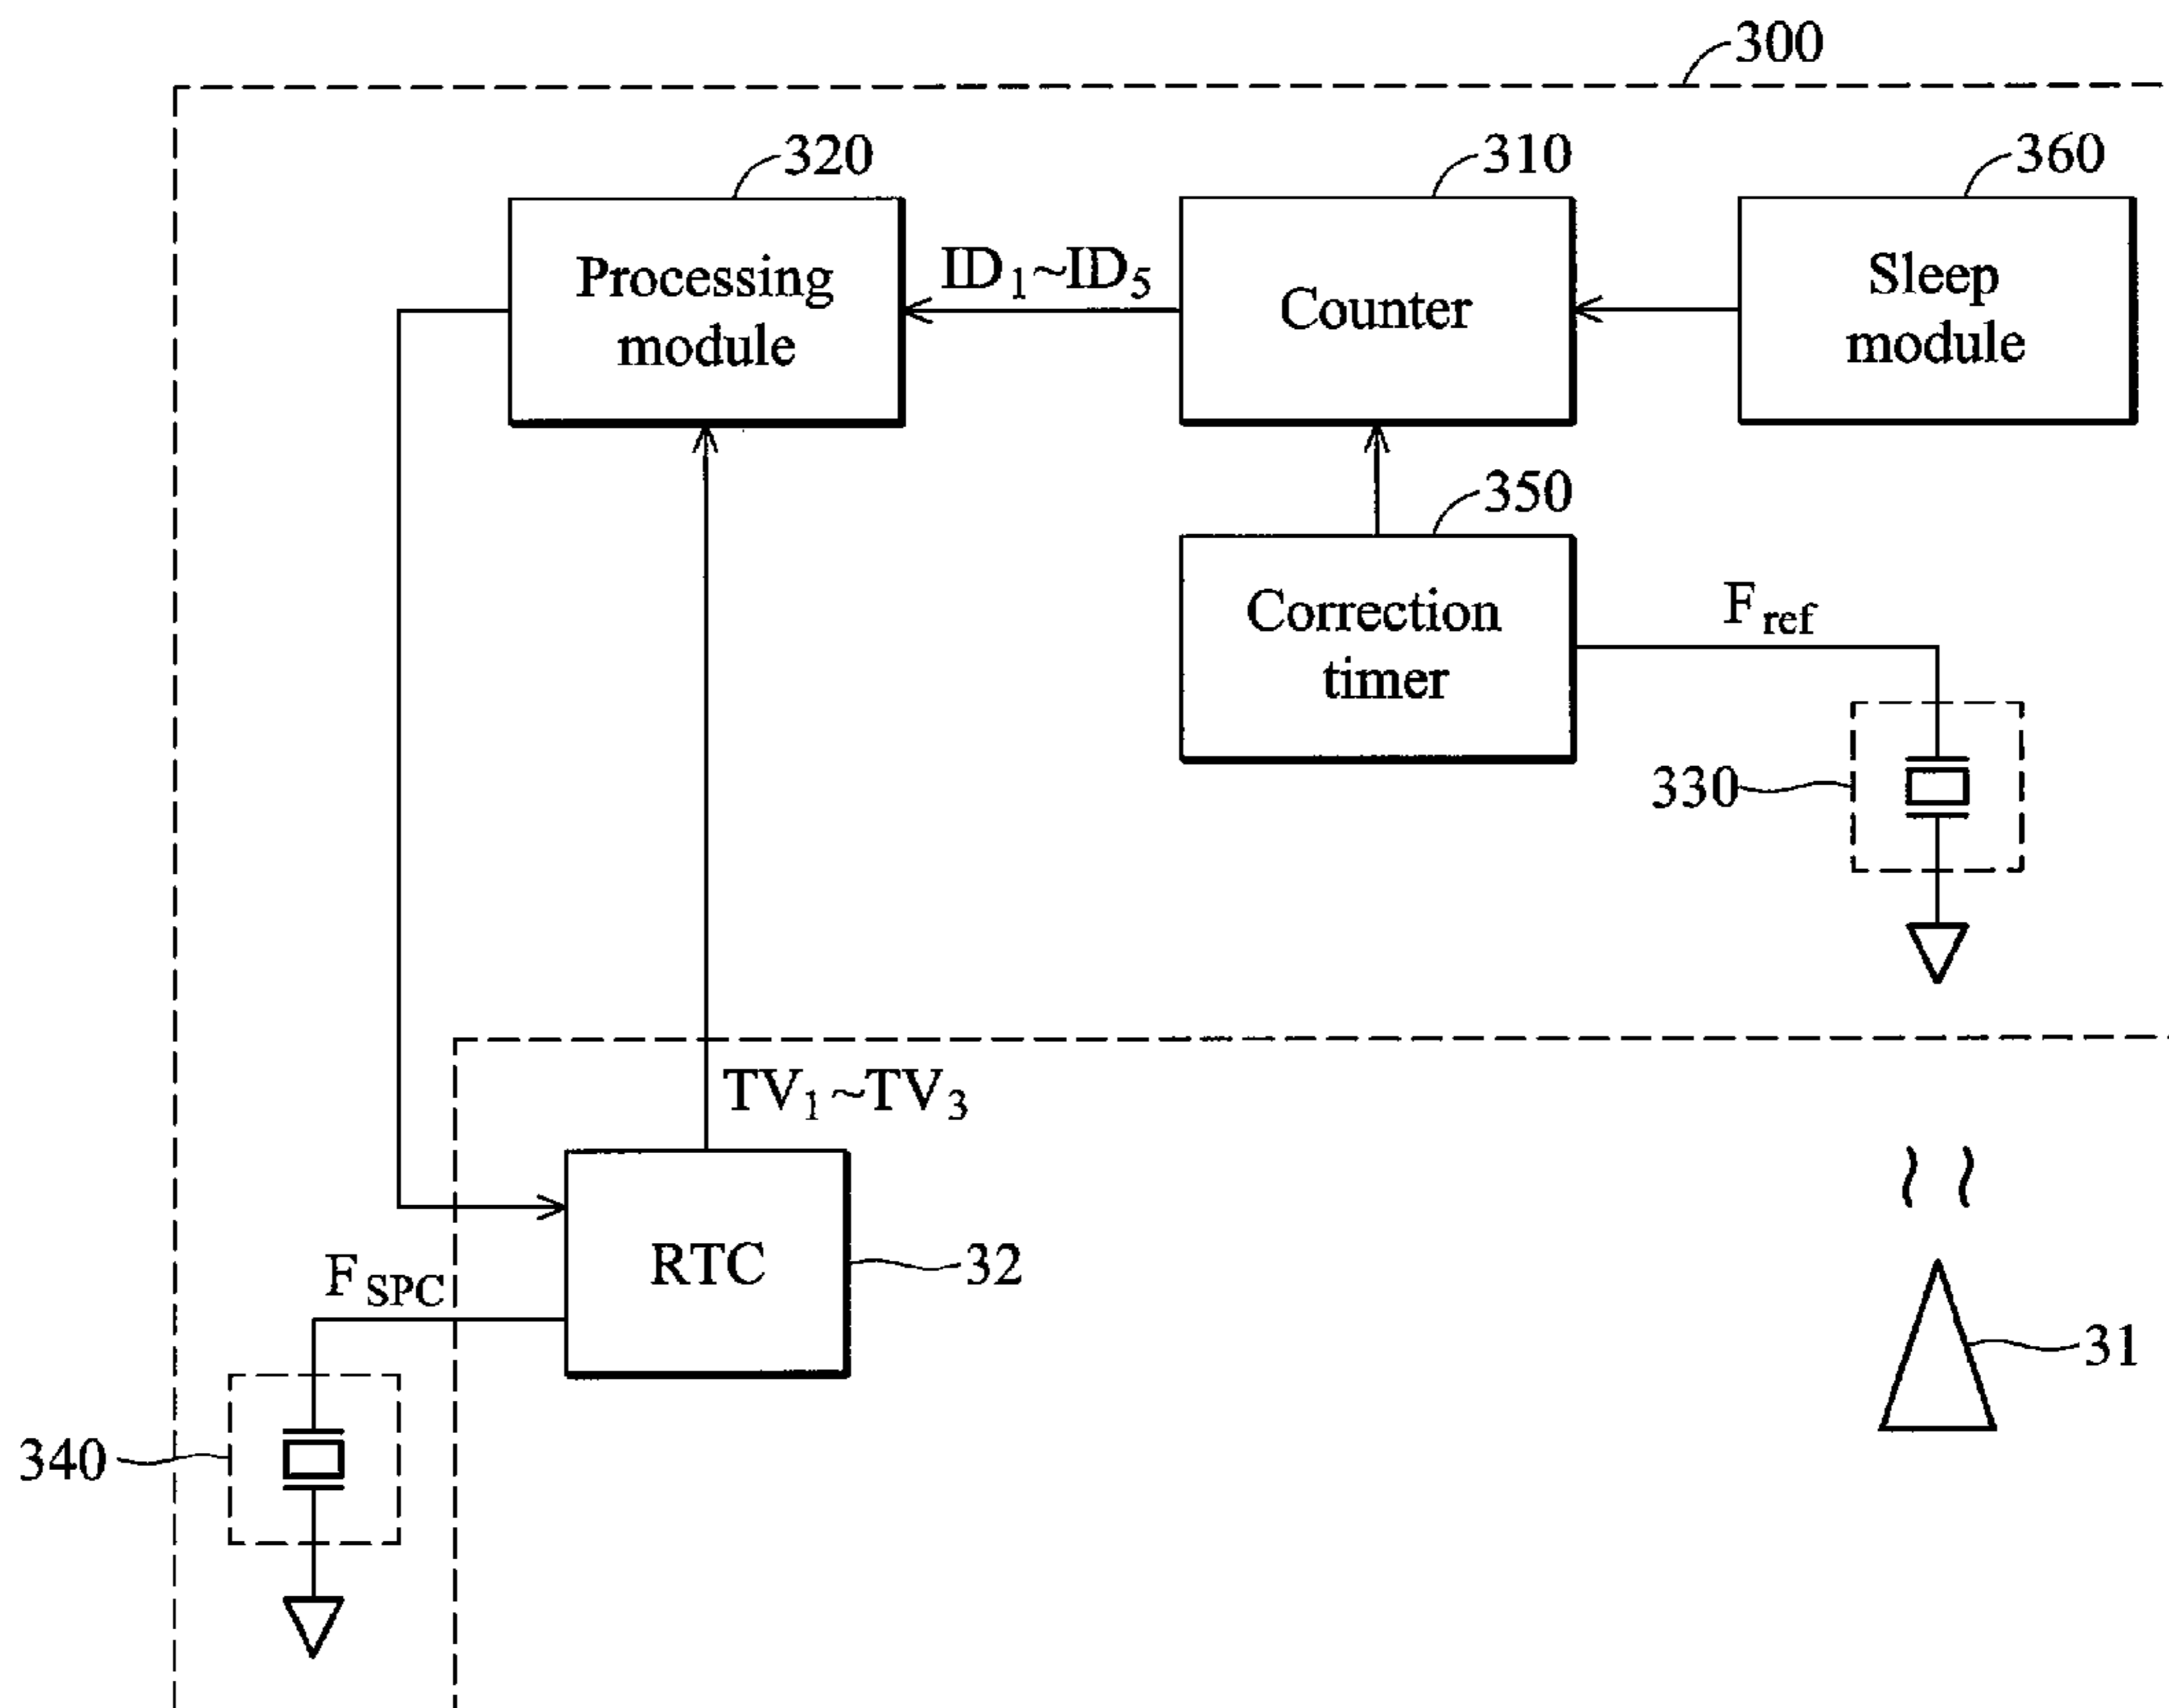 300
320
310
360
Processing
module
ID1~ID5
Counter
Sleep
module
350
Correction
timer
Fref
330
TV1~TV3
RTC
32
FSPC
31
340